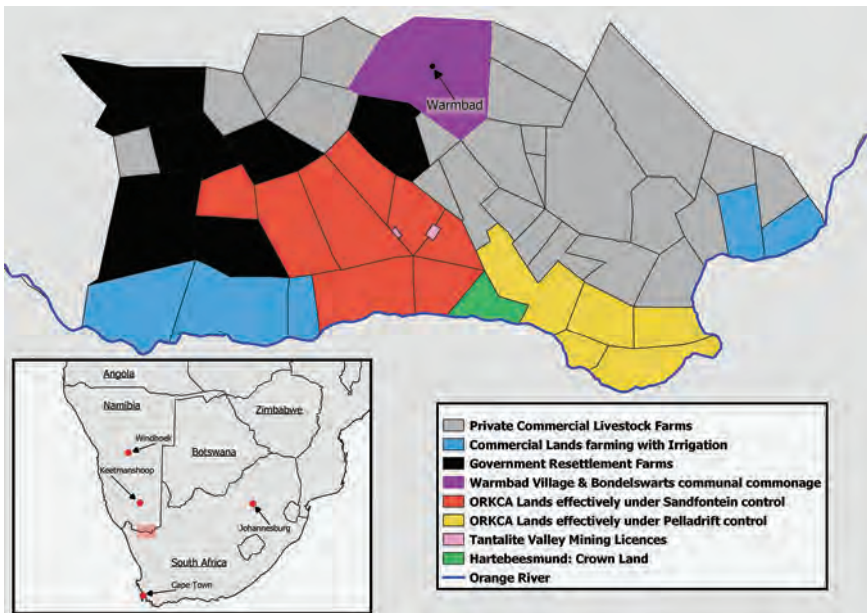 Warmbad
Angola
Namibia
Zimbabwe
Windhoek
Botswana
Keetmanshoop
Johannesburg
South Africa
Cape Town
Private Commercial Livestock Farms
Commercial Lands farming with Irrigation
Government Resettlement Farms
Warmbad Village & Bondelswarts communal commonage
ORKCA Lands effectively under Sandfontein control
ORKCA Lands effectively under Pelladrift control
Tantalite Valley Mining Licences
Hartebeesmund: Crown Land
Orange River